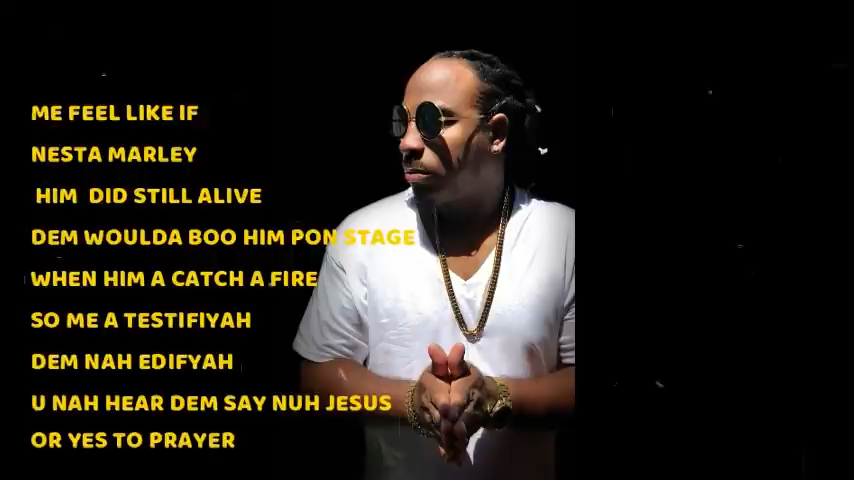 ME FEEL LIKE IF
NESTA MARLEY
HIM DID STILL ALIVE
DEM WOULDA BOO HIM PON STAGE
WHEN HIM A CATCH A FIRE
SO ME A TESTIFIYAH
DEM NAH EDIFYAH
U NAH HEAR DEM SAY NUH JESUS
OR YES TO PRAYER